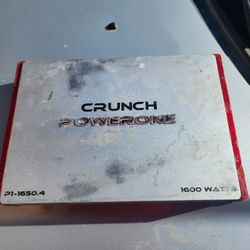 CRUNCH
POWERONE
P1-1650.4
1600 WATTS